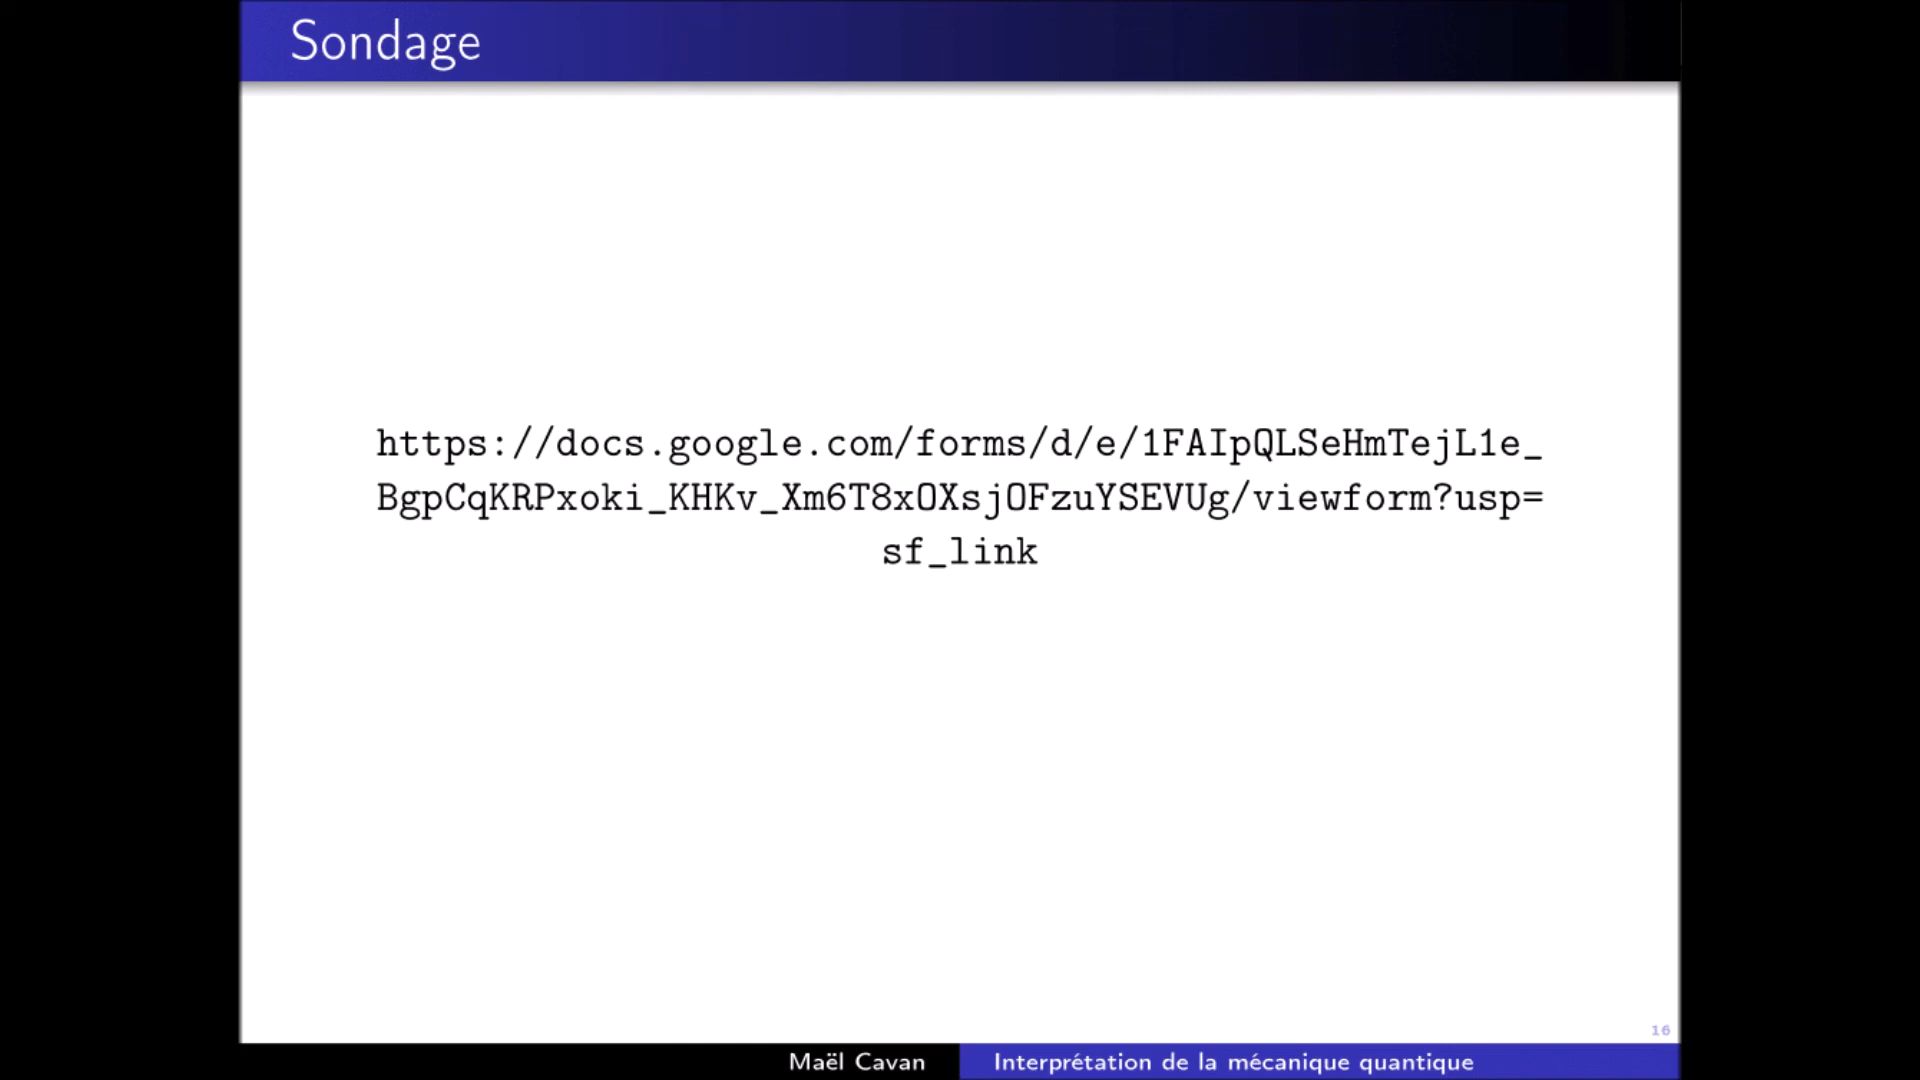 Sondage
https://docs.google.com/forms/d/e/1FAIpQLSeHmTejL1e_
BgpCqKRPxoki_KHKv_Xm6T8xOXsjOFzuYSEVUg/viewform?usp=
sf_link
16
Maël Cavan
Interprétation de la mécanique quantique